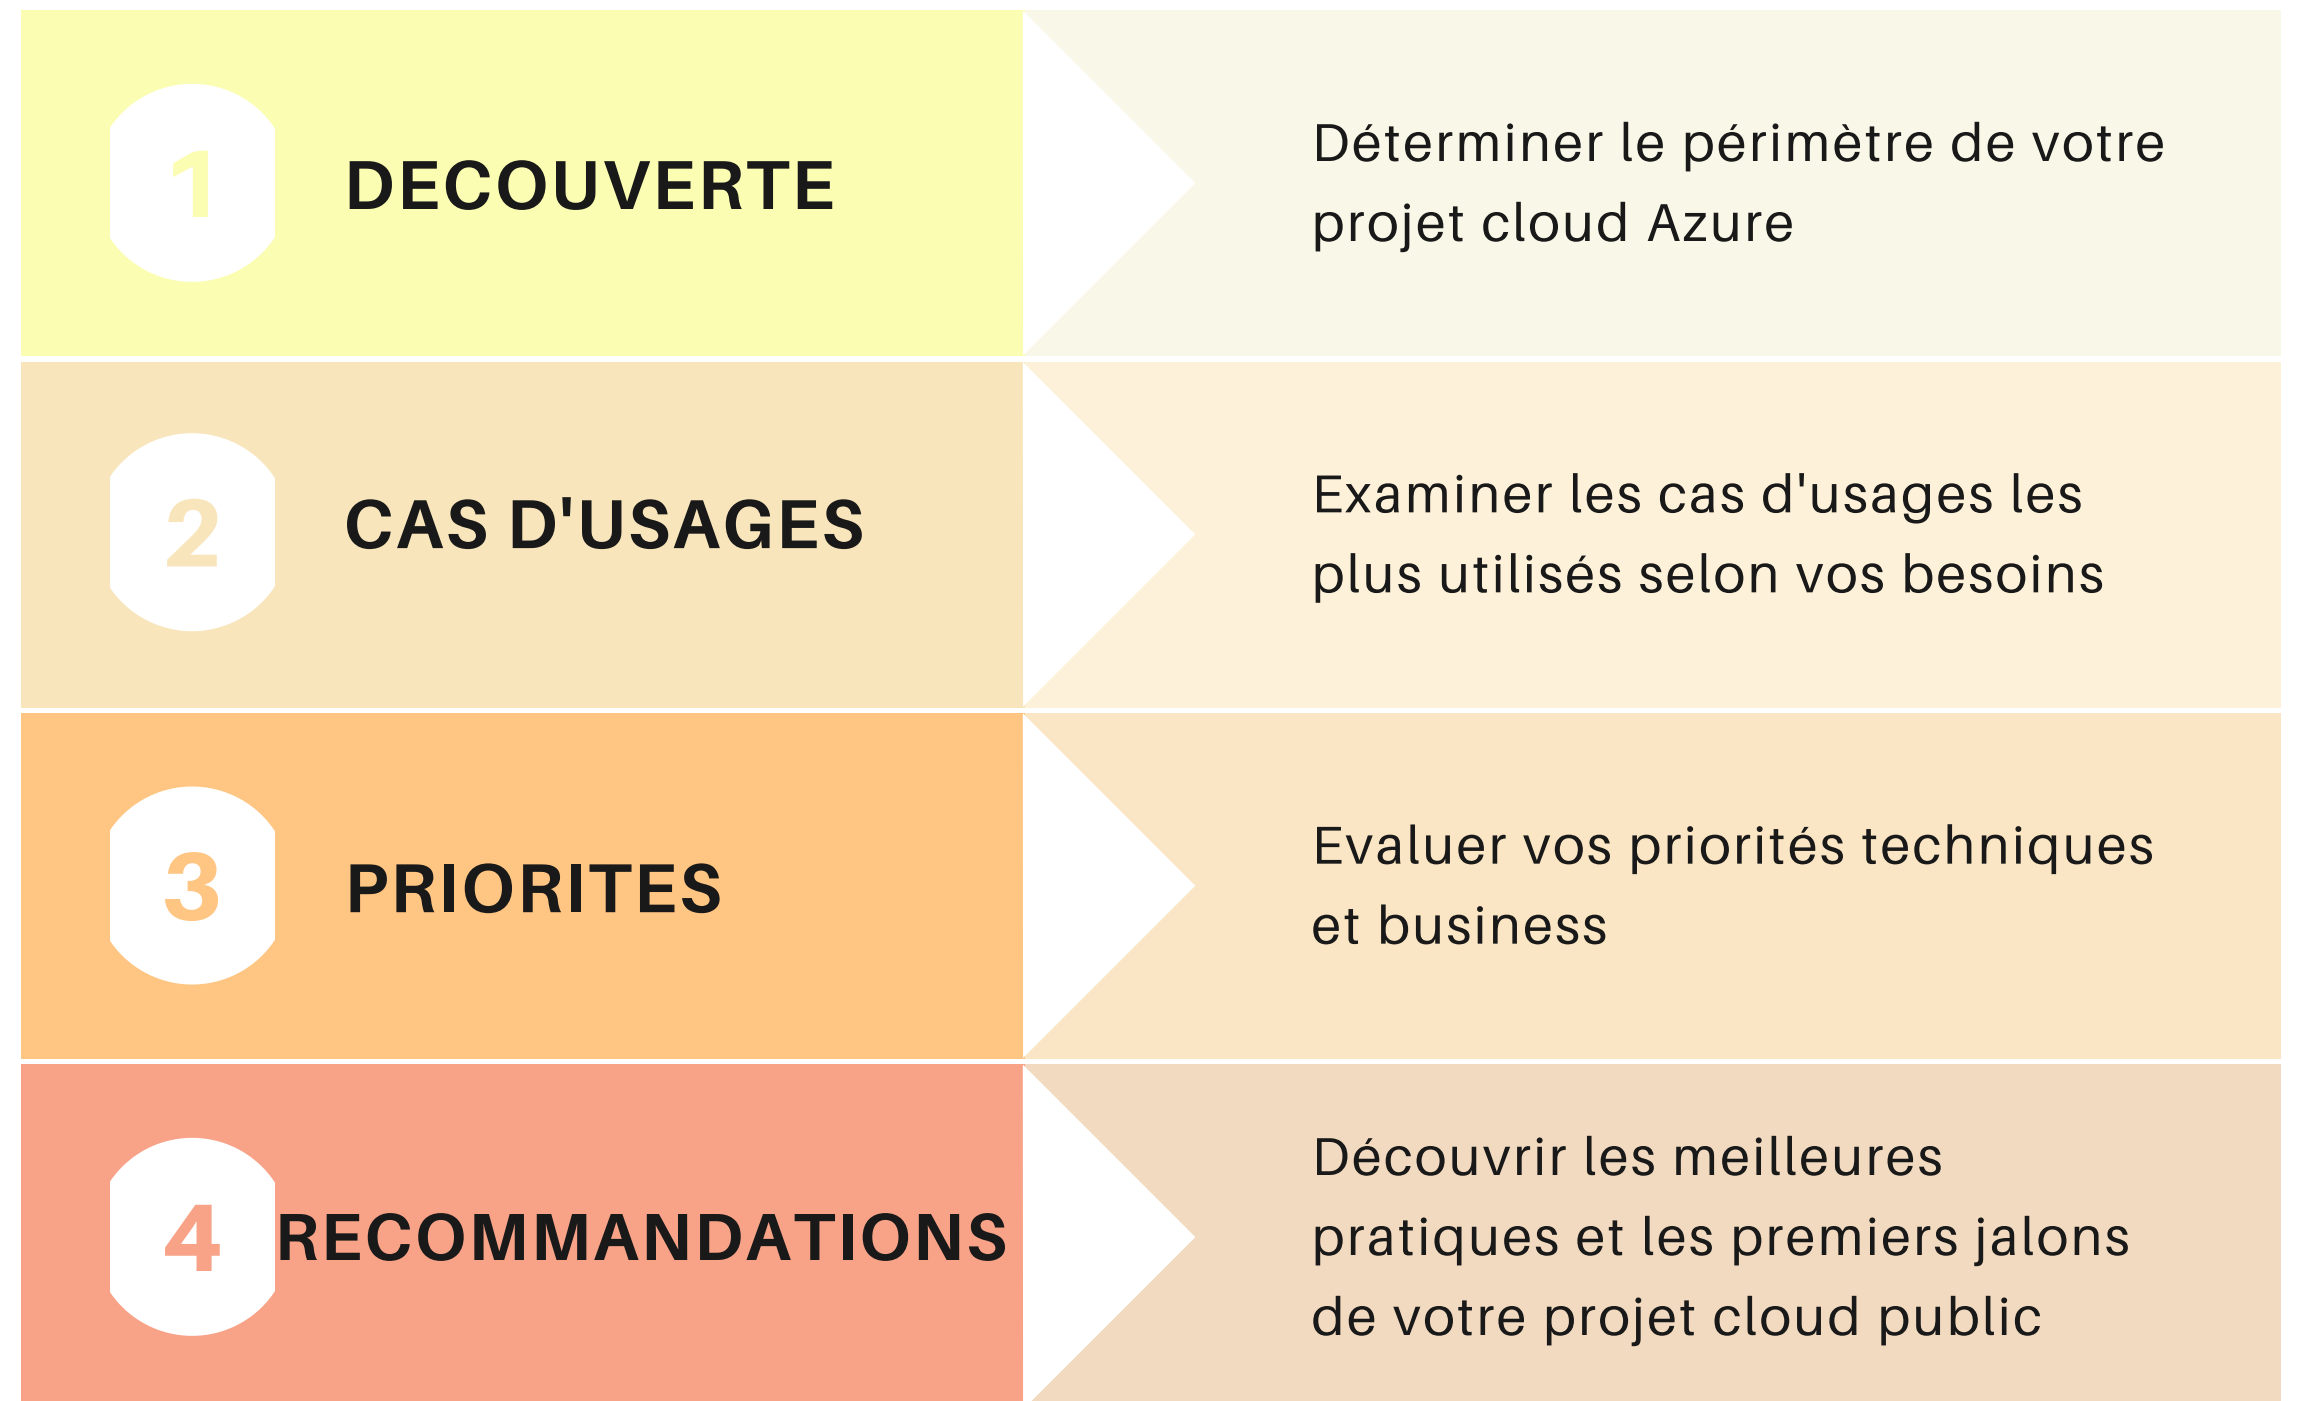 1
DECOUVERTE
Déterminer le périmètre de votre
projet cloud Azure
2
CAS D'USAGES
Examiner les cas d'usages les
plus utilisés selon vos besoins
3
PRIORITES
Evaluer vos priorités techniques
et business
4
RECOMMANDATIONS
Découvrir les meilleures
pratiques et les premiers jalons
de votre projet cloud public